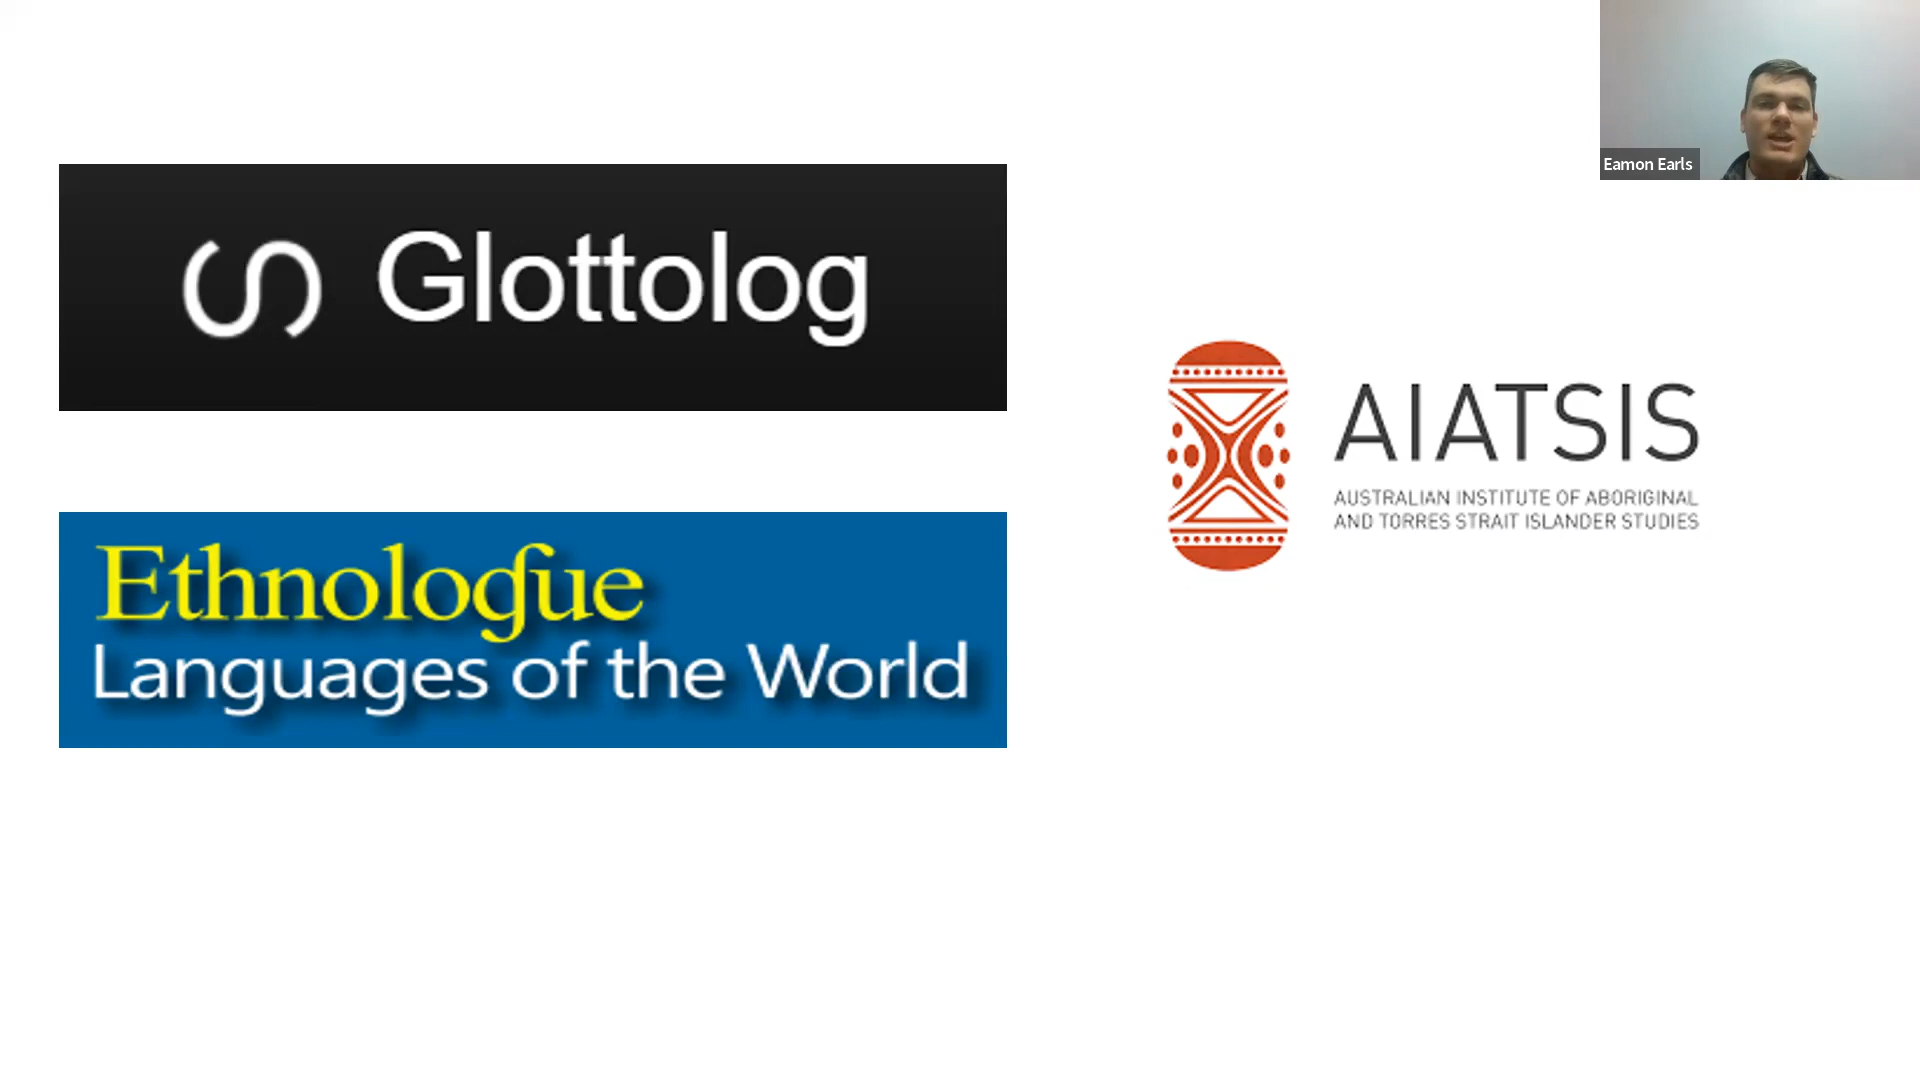 Glottolog
Ethnologue
Languages of the World
AIATSIS
AUSTRALIAN INSTITUTE OF ABORIGINAL
AND TORRES STRAIT ISLANDER STUDIES
Eamon Earls